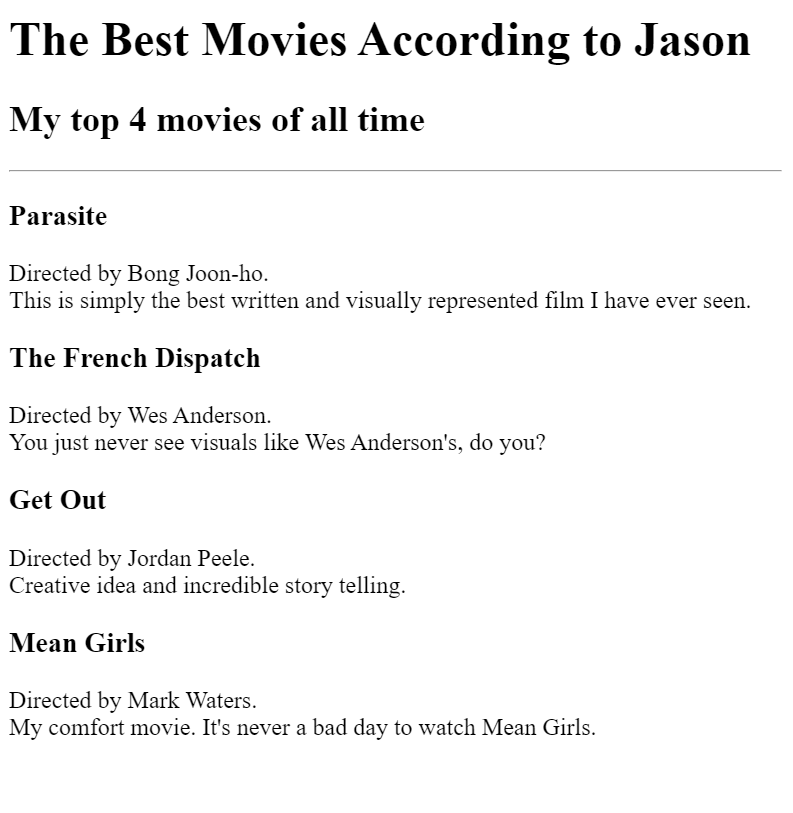 The Best Movies According to Jason
My top 4 movies of all time
Parasite
Directed by Bong Joon-ho.
This is simply the best written and visually represented film I have ever seen.
The French Dispatch
Directed by Wes Anderson.
You just never see visuals like Wes Anderson's, do you?
Get Out
Directed by Jordan Peele.
Creative idea and incredible story telling.
Mean Girls
Directed by Mark Waters.
My comfort movie. It's never a bad day to watch Mean Girls.